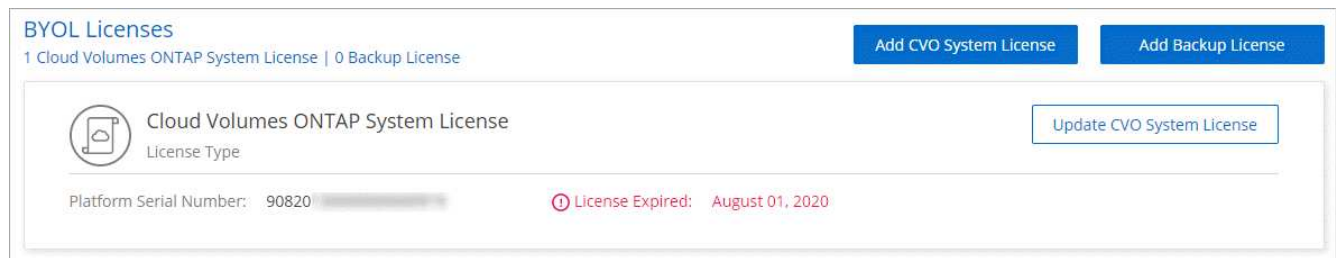 BYOL Licenses
1 Cloud Volumes ONTAP System License | 0 Backup License
Add CVO System License
Add Backup License
Cloud Volumes ONTAP System License
License Type
Update CVO System License
Platform Serial Number: 90820
License Expired: August 01, 2020